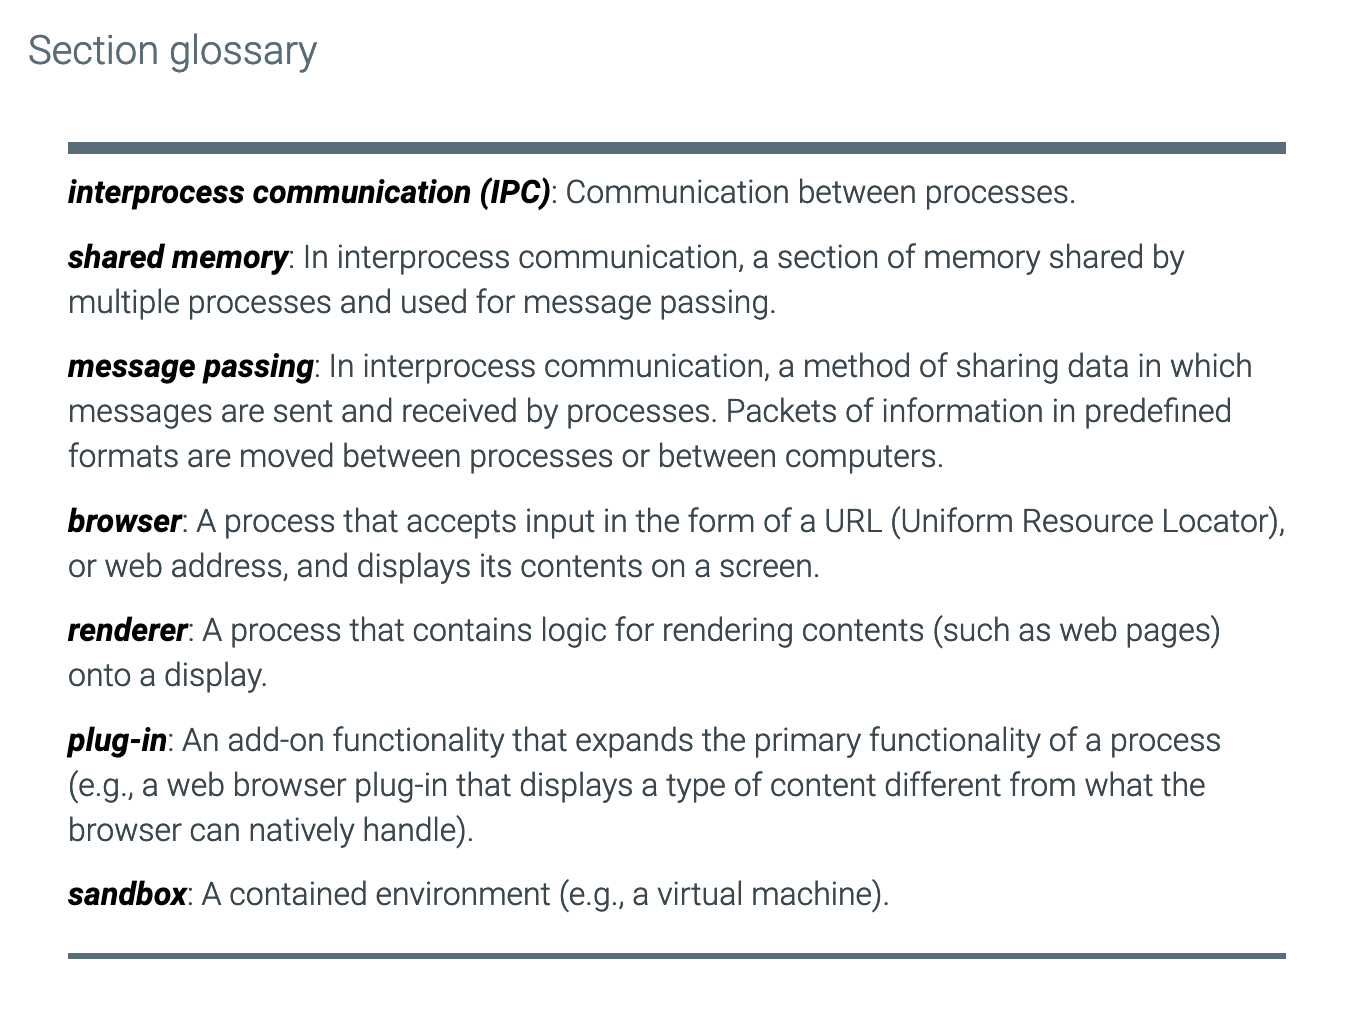 Section glossary
interprocess communication (IPC): Communication between processes.
shared memory: In interprocess communication, a section of memory shared by
multiple processes and used for message passing.
message passing: In interprocess communication, a method of sharing data in which
messages are sent and received by processes. Packets of information in predefined
formats are moved between processes or between computers.
browser: A process that accepts input in the form of a URL (Uniform Resource Locator),
or web address, and displays its contents on a screen.
renderer: A process that contains logic for rendering contents (such as web pages)
onto a display.
plug-in: An add-on functionality that expands the primary functionality of a process
(e.g., a web browser plug-in that displays a type of content different from what the
browser can natively handle).
sandbox: A contained environment (e.g., a virtual machine).